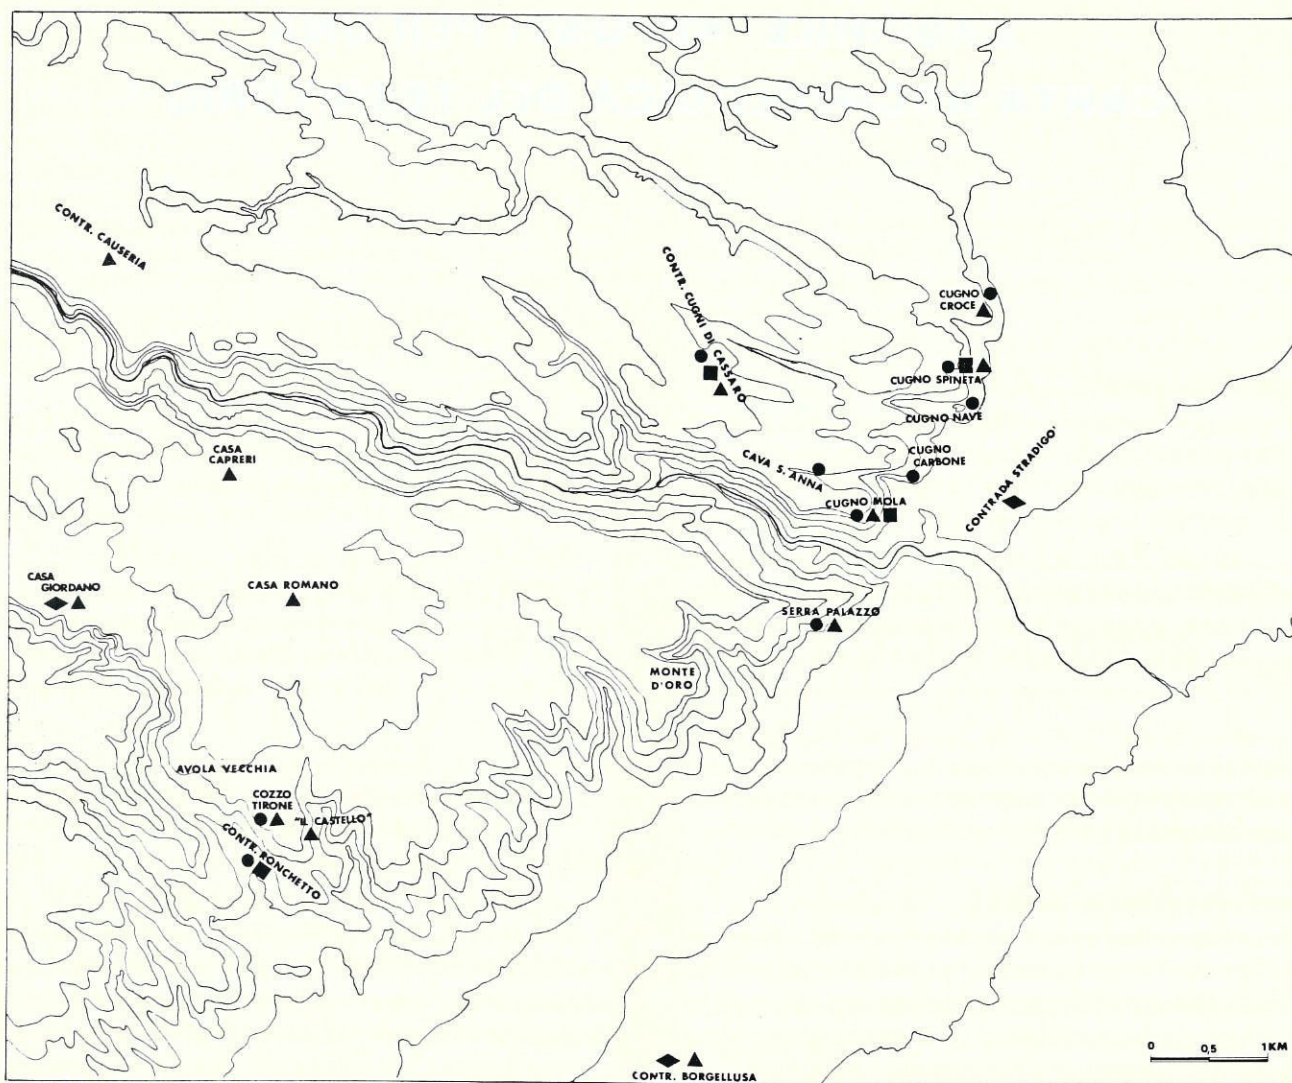 CONTR. CAUSERIA
CONTR. CUGNI DI CASSARO
CUGNO
CROCE
CUGNO SPINETA
CUGNO NAVE
CUGNO
CARBONE
CASA
CAPRERI
CAVA S. ANNA
CONTRADA STRADIGO'
CUGNO MOLA
CASA
GIORDANO
CASA ROMANO
SERRA PALAZZO
MONTE
D'ORO
AVOLA VECCHIA
COZZO
TIRONE
"IL CASTELLO"
CONTR. RONCHETTO
0 0,5 1KM
CONTR. BORGELLUSA